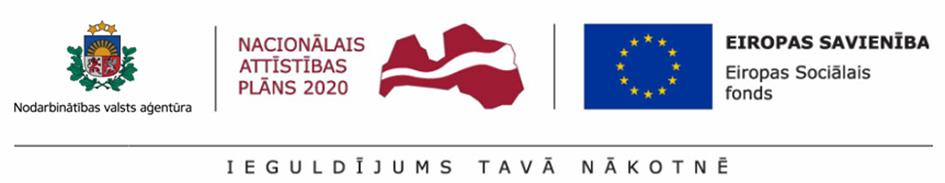 Nodarbinātības valsts aģentūra
NACIONĀLAIS
ATTĪSTĪBAS
PLĀNS 2020
EIROPAS SAVIENĪBA
Eiropas Sociālais
fonds
IEGULDĪJUMS TAVĀ NĀKOTNĒ